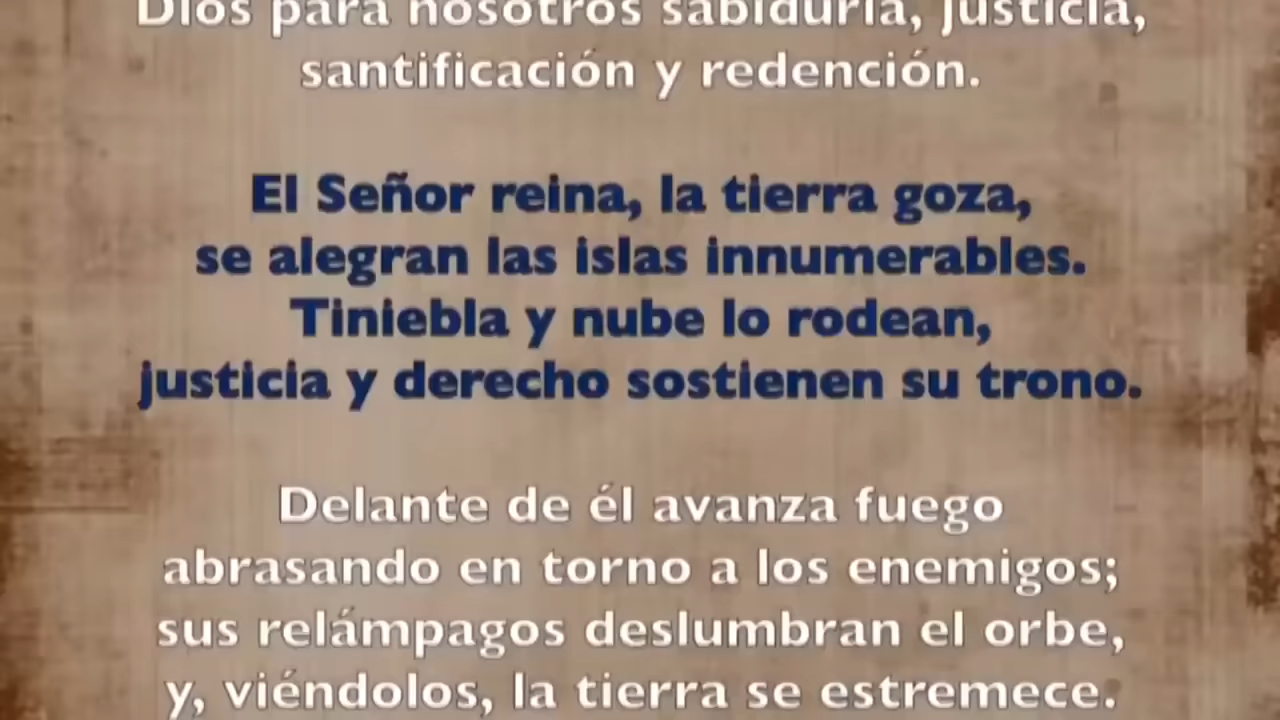 Dios para nosotros sabiduría, justicia,
santificación y redención.
El Señor reina, la tierra goza,
se alegran las islas innumerables.
Tiniebla y nube lo rodean,
justicia y derecho sostienen su trono.
Delante de él avanza fuego
abrasando en torno a los enemigos;
sus relámpagos deslumbran el orbe,
y, viéndolos, la tierra se estremece.